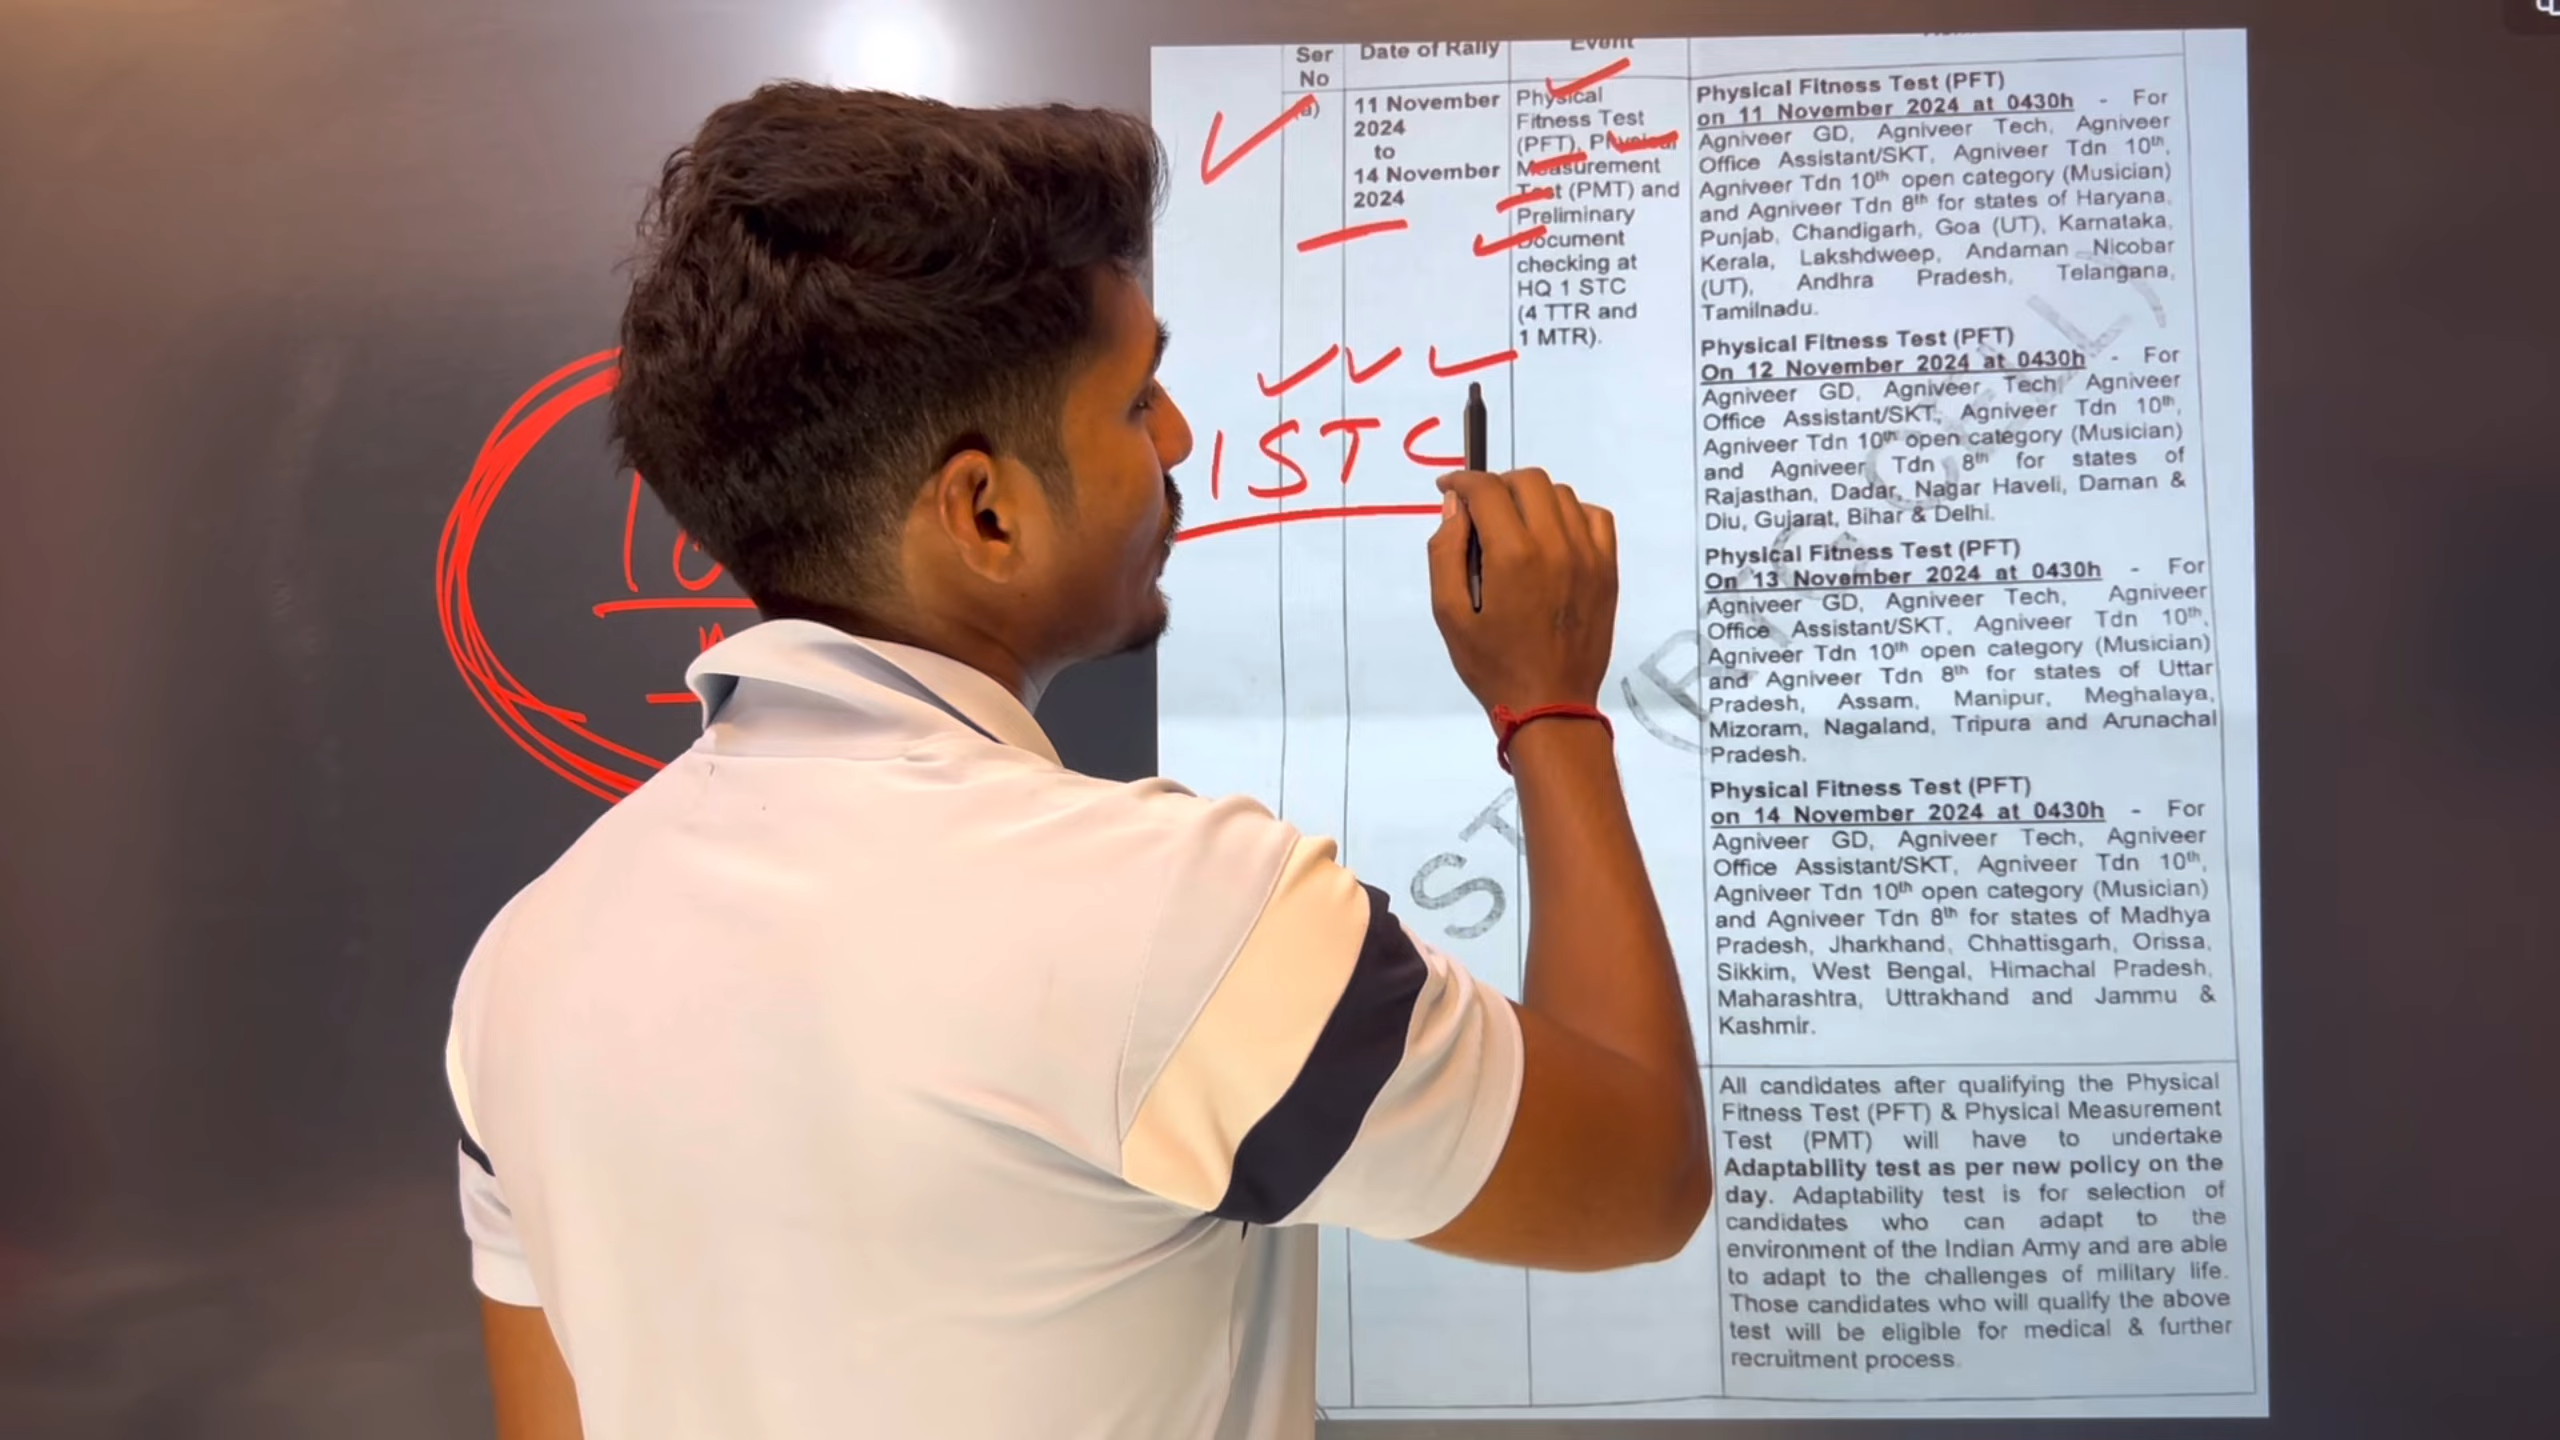 Ser
No
Date of Rally
Event
(a)
11 November
2024
to
14 November
2024
Physical
Fitness Test
(PFT), Physical
Measurement
Test (PMT) and
Preliminary
Document
checking at
HQ 1 STC
(4 TTR and
1 MTR).
1STC
Physical Fitness Test (PFT)
on 11 November 2024 at 0430h - For
Agniveer GD, Agniveer Tech, Agniveer
Office Assistant/SKT, Agniveer Tdn 10th,
Agniveer Tdn 10th open category (Musician)
and Agniveer Tdn 8th for states of Haryana,
Punjab, Chandigarh, Goa (UT), Karnataka,
Kerala, Lakshdweep, Andaman Nicobar
(UT), Andhra Pradesh, Telangana,
Tamilnadu.
Physical Fitness Test (PFT)
On 12 November 2024 at 0430h - For
Agniveer GD, Agniveer Tech, Agniveer
Office Assistant/SKT, Agniveer Tdn 10th,
Agniveer Tdn 10th open category (Musician)
and Agniveer Tdn 8th for states of
Rajasthan, Dadar, Nagar Haveli, Daman &
Diu, Gujarat, Bihar & Delhi.
Physical Fitness Test (PFT)
On 13 November 2024 at 0430h - For
Agniveer GD, Agniveer Tech, Agniveer
Office Assistant/SKT, Agniveer Tdn 10th,
Agniveer Tdn 10th open category (Musician)
and Agniveer Tdn 8th for states of Uttar
Pradesh, Assam, Manipur, Meghalaya,
Mizoram, Nagaland, Tripura and Arunachal
Pradesh.
Physical Fitness Test (PFT)
on 14 November 2024 at 0430h - For
Agniveer GD, Agniveer Tech, Agniveer
Office Assistant/SKT, Agniveer Tdn 10th,
Agniveer Tdn 10th open category (Musician)
and Agniveer Tdn 8th for states of Madhya
Pradesh, Jharkhand, Chhattisgarh, Orissa,
Sikkim, West Bengal, Himachal Pradesh,
Maharashtra, Uttrakhand and Jammu &
Kashmir.
All candidates after qualifying the Physical
Fitness Test (PFT) & Physical Measurement
Test (PMT) will have to undertake
Adaptability test as per new policy on the
day. Adaptability test is for selection of
candidates who can adapt to the
environment of the Indian Army and are able
to adapt to the challenges of military life.
Those candidates who will qualify the above
test will be eligible for medical & further
recruitment process.